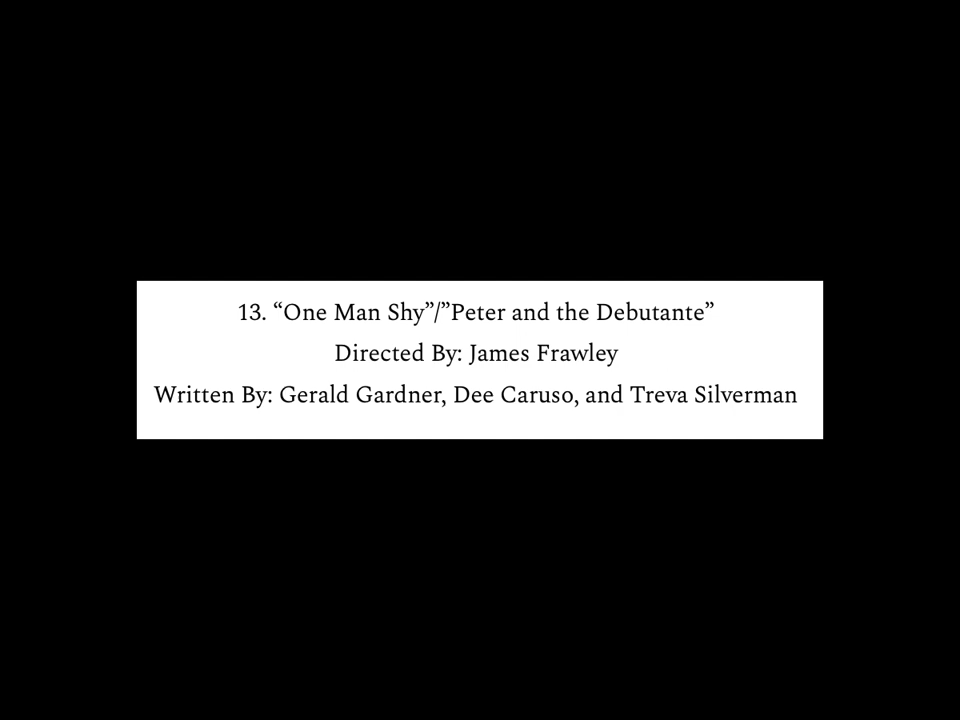 13. “One Man Shy”/”Peter and the Debutante”
Directed By: James Frawley
Written By: Gerald Gardner, Dee Caruso, and Treva Silverman